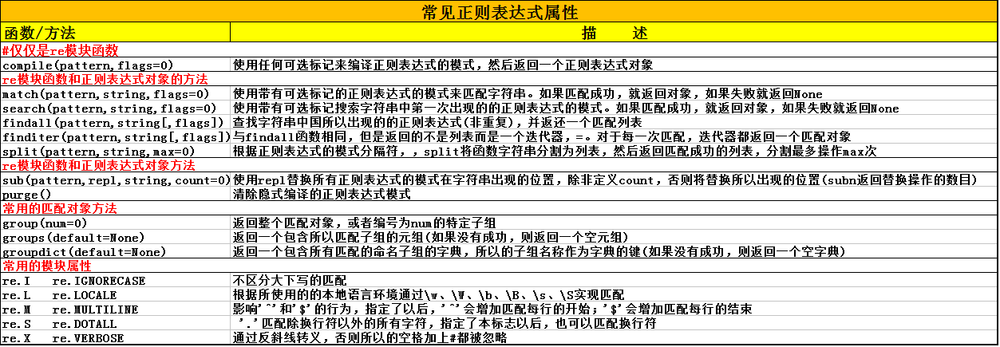 常见正则表达式属性
函数/方法 描 述
#仅仅是re模块函数
compile(pattern,flags=0) 使用任何可选标记来编译正则表达式的模式，然后返回一个正则表达式对象
re模块函数和正则表达式对象的方法
match(pattern,string,flags=0) 使用带有可选标记的正则表达式的模式来匹配字符串。如果匹配成功，就返回对象，如果失败就返回None
search(pattern,string,flags=0) 使用带有可选标记搜索字符串中第一次出现的的正则表达式的模式。如果匹配成功，就返回对象，如果失败就返回None
findall(pattern,string[,flags]) 查找字符串中国所以出现的的正则表达式(非重复)，并返还一个匹配列表
finditer(pattern,string[,flags]) 与findall函数相同，但是返回的不是列表而是一个迭代器，=。对于每一次匹配，迭代器都返回一个匹配对象
split(pattern,string,max=0) 根据正则表达式的模式分隔符，，split将函数字符串分割为列表，然后返回匹配成功的列表，分割最多操作max次
re模块函数和正则表达式对象方法
sub(pattern,repl,string,count=0) 使用repl替换所有正则表达式的模式在字符串出现的位置，除非定义count，否则将替换所以出现的位置(subn返回替换操作的数目)
purge() 清除隐式编译的正则表达式模式
常用的匹配对象方法
group(num=0) 返回整个匹配对象，或者编号为num的特定子组
groups(default=None) 返回一个包含所以匹配子组的元组(如果没有成功，则返回一个空元组)
groupdict(default=None) 返回一个包含所有匹配的命名子组的字典，所以的子组名称作为字典的键(如果没有成功，则返回一个空字典)
常用的模块属性
re.I re.IGNORECASE 不区分大下写的匹配
re.L re.LOCALE 根据所使用的的本地语言环境通过\w、\W、\b、\B、\s、\S实现匹配
re.M re.MULTILINE 影响'^'和'$'的行为，指定了以后，'^'会增加匹配每行的开始；'$'会增加匹配每行的结束
re.S re.DOTALL '.'匹配除换行符以外的所有字符，指定了本标志以后，也可以匹配换行符
re.X re.VERBOSE 通过反斜线转义，否则所以的空格加上#都被忽略